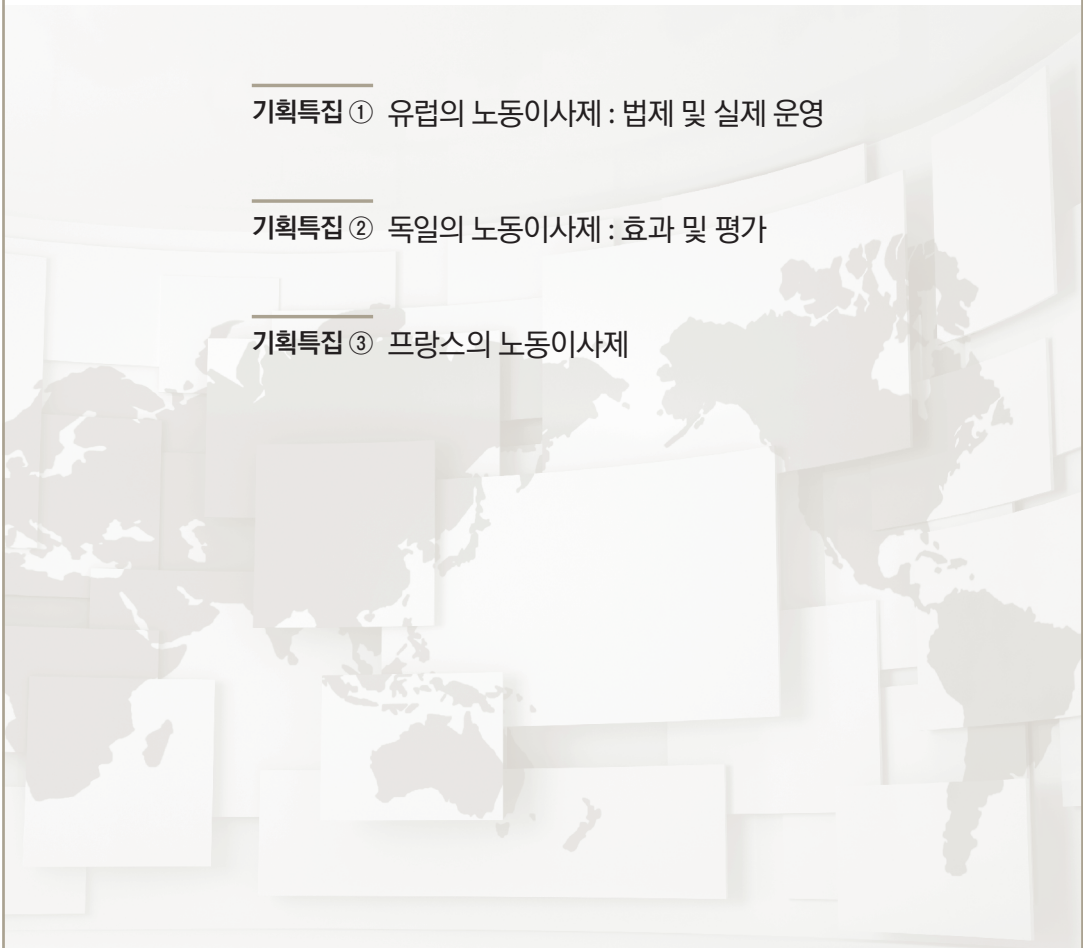 기획특집 ① 유럽의 노동이사제 : 법제 및 실제 운영
기획특집 ② 독일의 노동이사제 : 효과 및 평가
기획특집 ③ 프랑스의 노동이사제